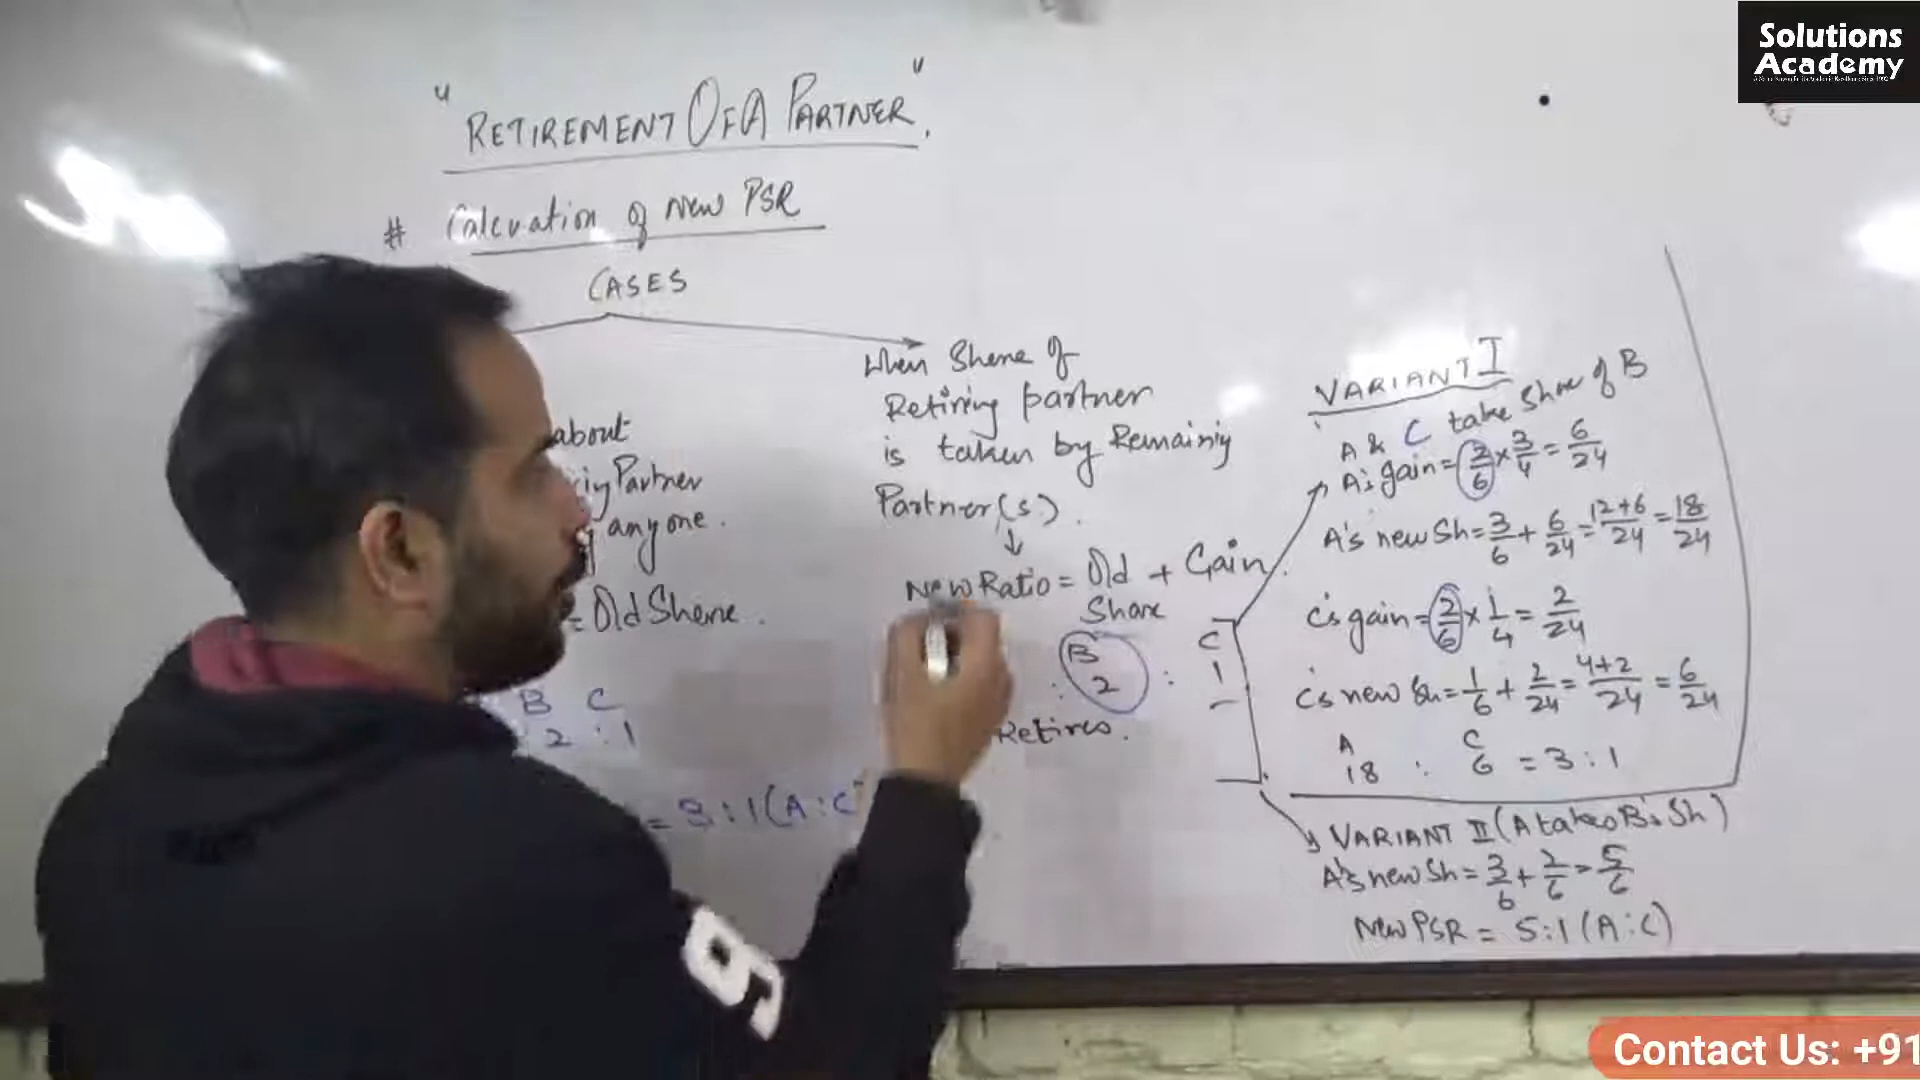 Solutions
Academy
" RETIREMENT OF A PARTNER."
# Calcuation of New PSR
CASES
about
Partner
anyone.
= Old Share.
B C
2 : 1
= 3:1 (A:C
When Share of
Retiring partner
is taken by Remaining
Partner(s).
↓
New Ratio = Old + Gain.
Share
B C
: 2 : 1
Retires.
VARIANT I
A & C take Share of B
A's gain = 2/6 × 3/4 = 6/24
A's new Sh = 3/6 + 6/24 = 12+6/24 = 18/24
C's gain = 2/6 × 1/4 = 2/24
C's new Sh = 1/6 + 2/24 = 4+2/24 = 6/24
A C
18 : 6 = 3:1
VARIANT II (A takes B's Sh)
A's new Sh = 3/6 + 2/6 = 5/6
New PSR = 5:1 (A:C)
9
Contact Us: +91